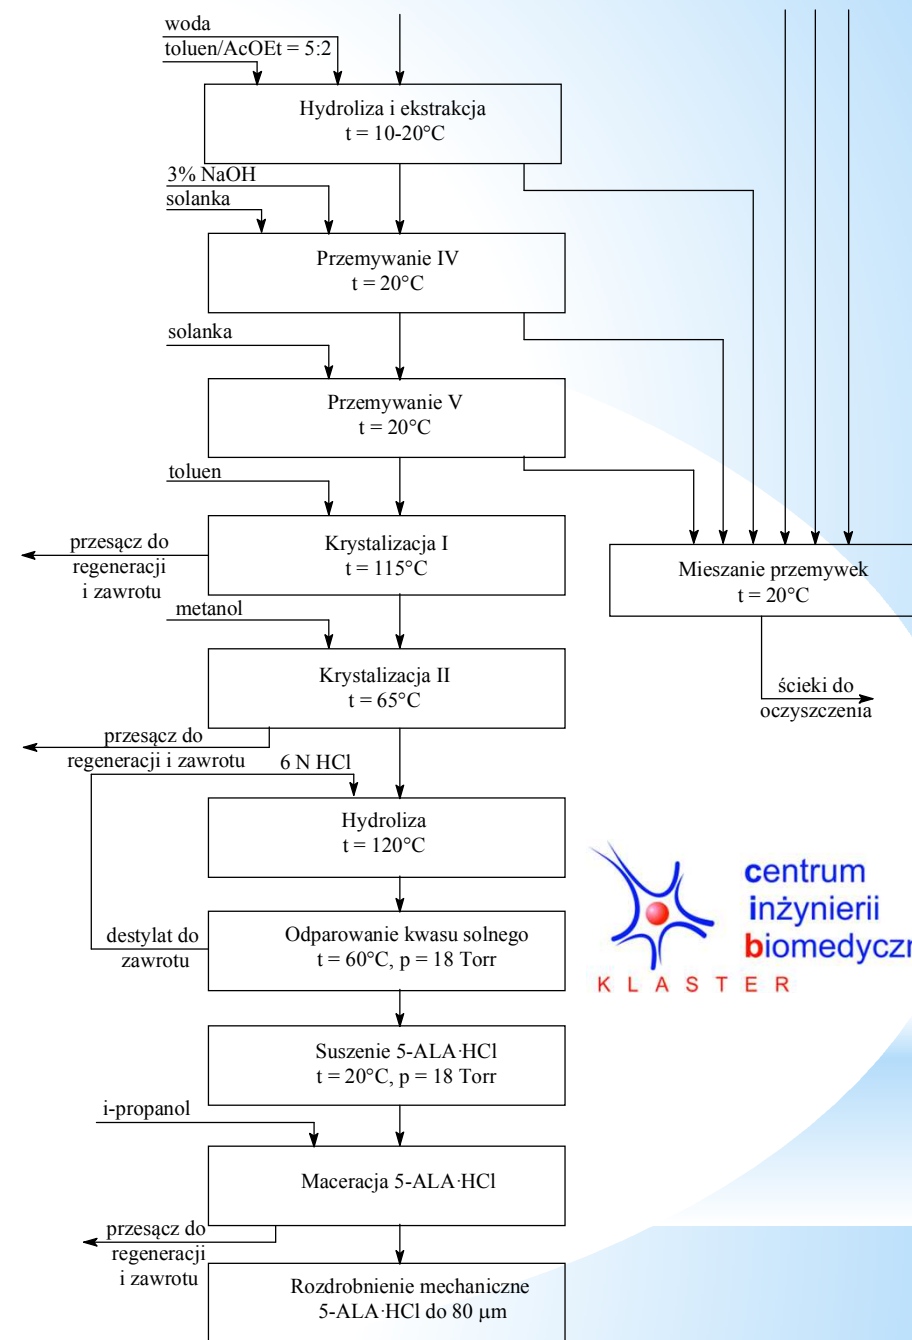 woda
toluen/AcOEt = 5:2
Hydroliza i ekstrakcja
t = 10-20°C
3% NaOH
solanka
Przemywanie IV
t = 20°C
solanka
Przemywanie V
t = 20°C
toluen
Krystalizacja I
t = 115°C
przesącz do
regeneracji
i zawrotu
Mieszanie przemywek
t = 20°C
metanol
Krystalizacja II
t = 65°C
ścieki do
oczyszczenia
przesącz do
regeneracji i zawrotu
6 N HCl
Hydroliza
t = 120°C
centrum
inżynierii
biomedyczn
KLASTER
destylat do
zawrotu
Odparowanie kwasu solnego
t = 60°C, p = 18 Torr
Suszenie 5-ALA·HCl
t = 20°C, p = 18 Torr
i-propanol
Maceracja 5-ALA·HCl
przesącz do
regeneracji
i zawrotu
Rozdrobnienie mechaniczne
5-ALA·HCl do 80 μm